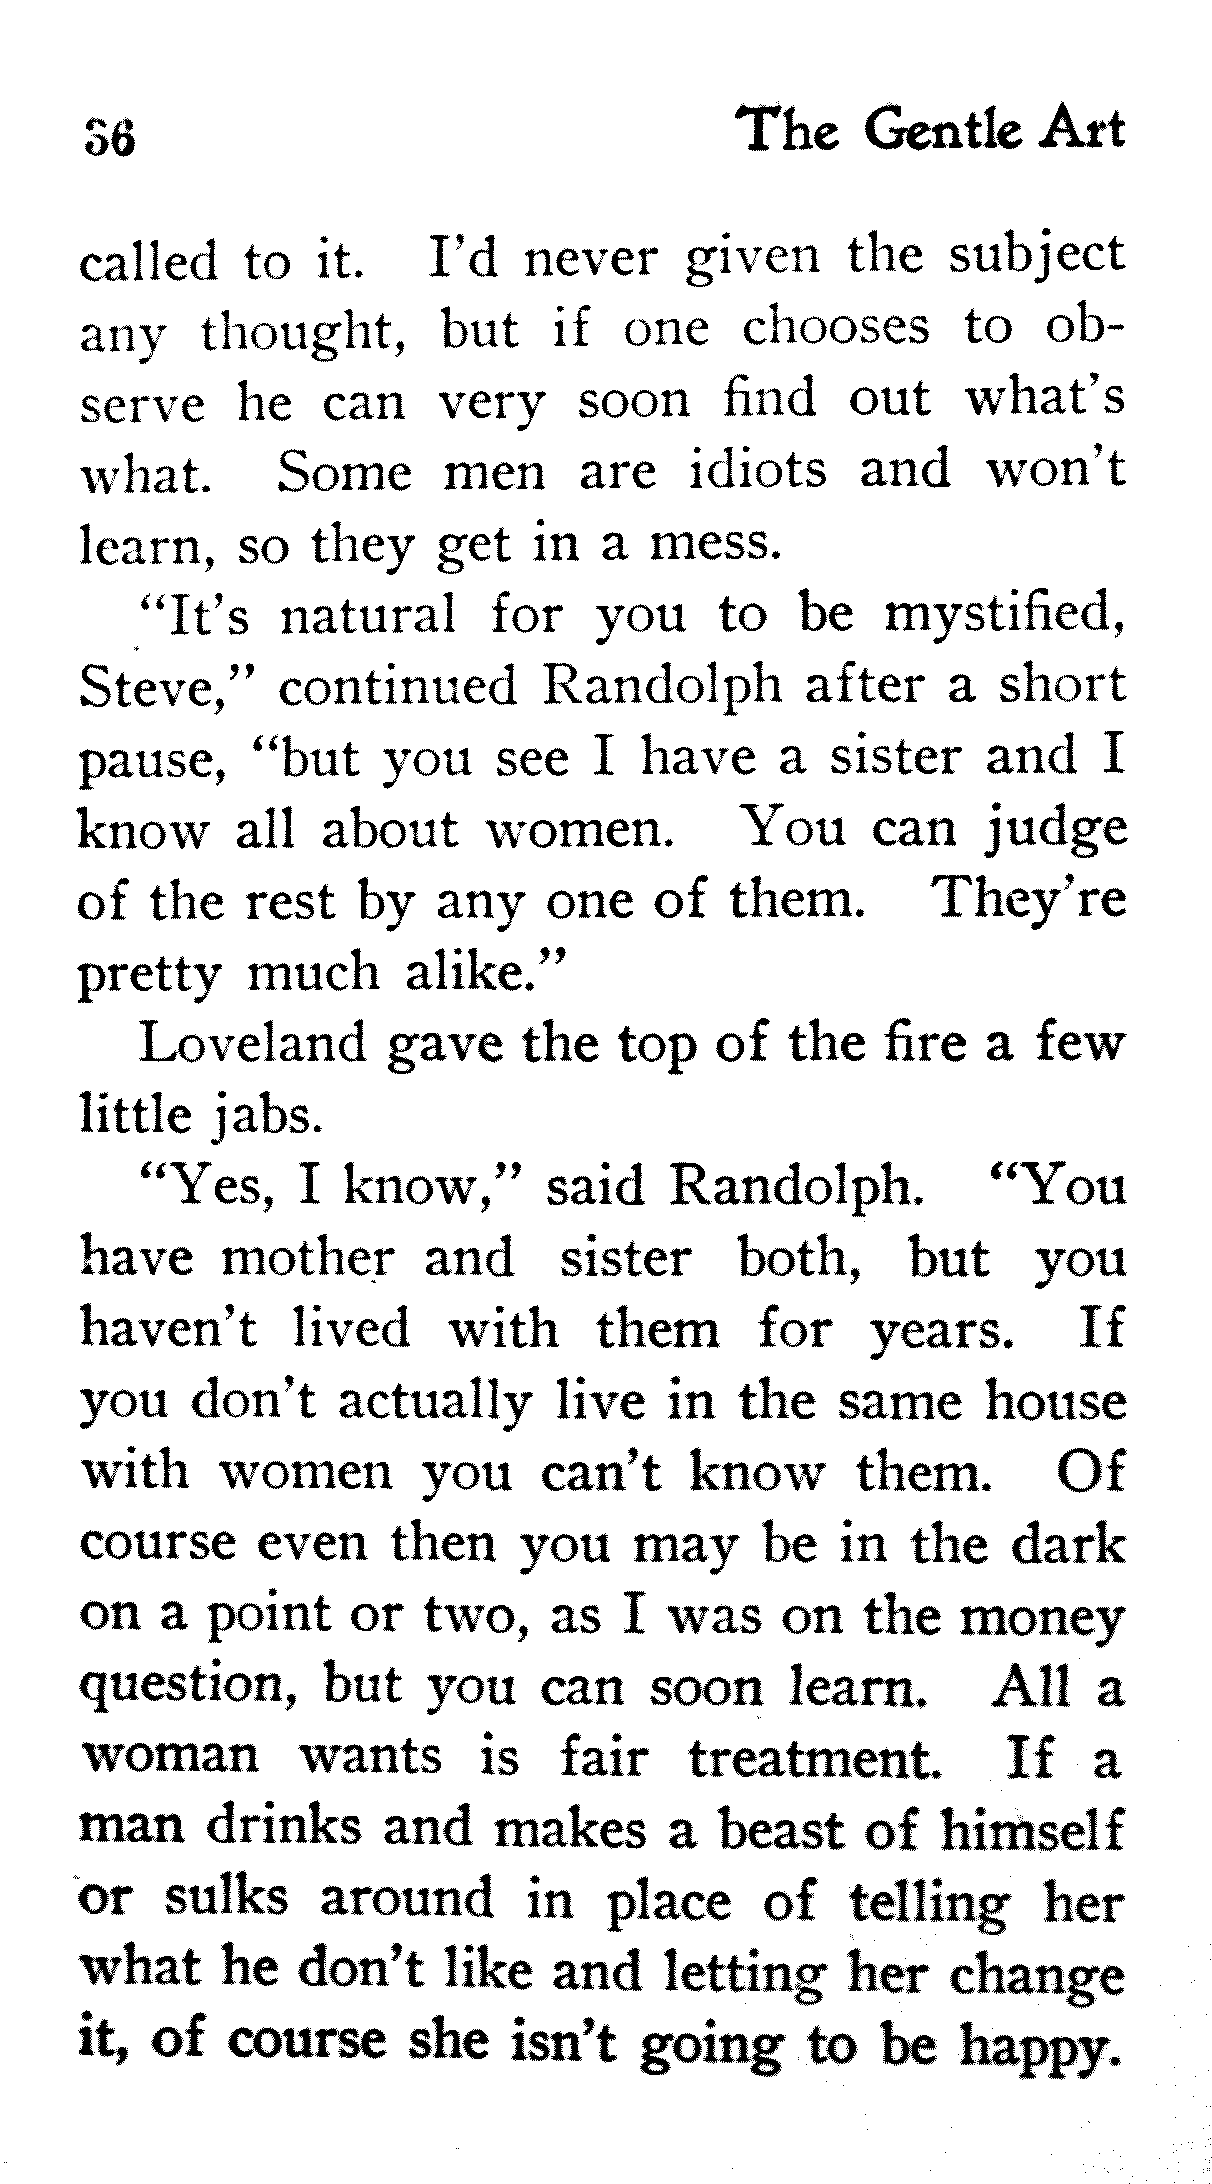 36 The Gentle Art
called to it. I'd never given the subject
any thought, but if one chooses to ob-
serve he can very soon find out what's
what. Some men are idiots and won't
learn, so they get in a mess.
"It's natural for you to be mystified,
Steve," continued Randolph after a short
pause, "but you see I have a sister and I
know all about women. You can judge
of the rest by any one of them. They're
pretty much alike."
Loveland gave the top of the fire a few
little jabs.
"Yes, I know," said Randolph. "You
have mother and sister both, but you
haven't lived with them for years. If
you don't actually live in the same house
with women you can't know them. Of
course even then you may be in the dark
on a point or two, as I was on the money
question, but you can soon learn. All a
woman wants is fair treatment. If a
man drinks and makes a beast of himself
or sulks around in place of telling her
what he don't like and letting her change
it, of course she isn't going to be happy.